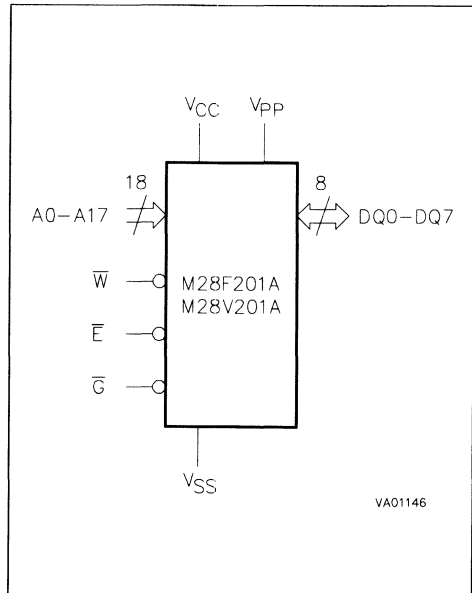 VCC VPP
18 8
A0-A17 DQ0-DQ7
W̅
M28F201A
M28V201A
E̅
G̅
VSS
VA01146